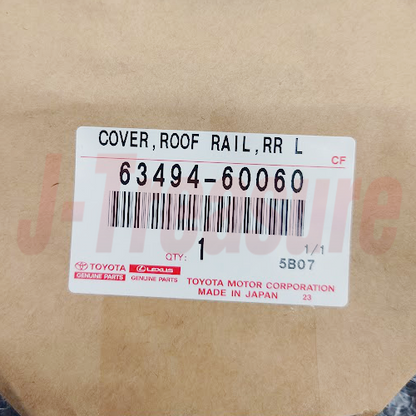 COVER,ROOF RAIL,RR L
CF
63494-60060
QTY: 1
1/1
5B07
TOYOTA LEXUS
GENUINE PARTS GENUINE PARTS
TOYOTA MOTOR CORPORATION
MADE IN JAPAN 23
J-Treasure